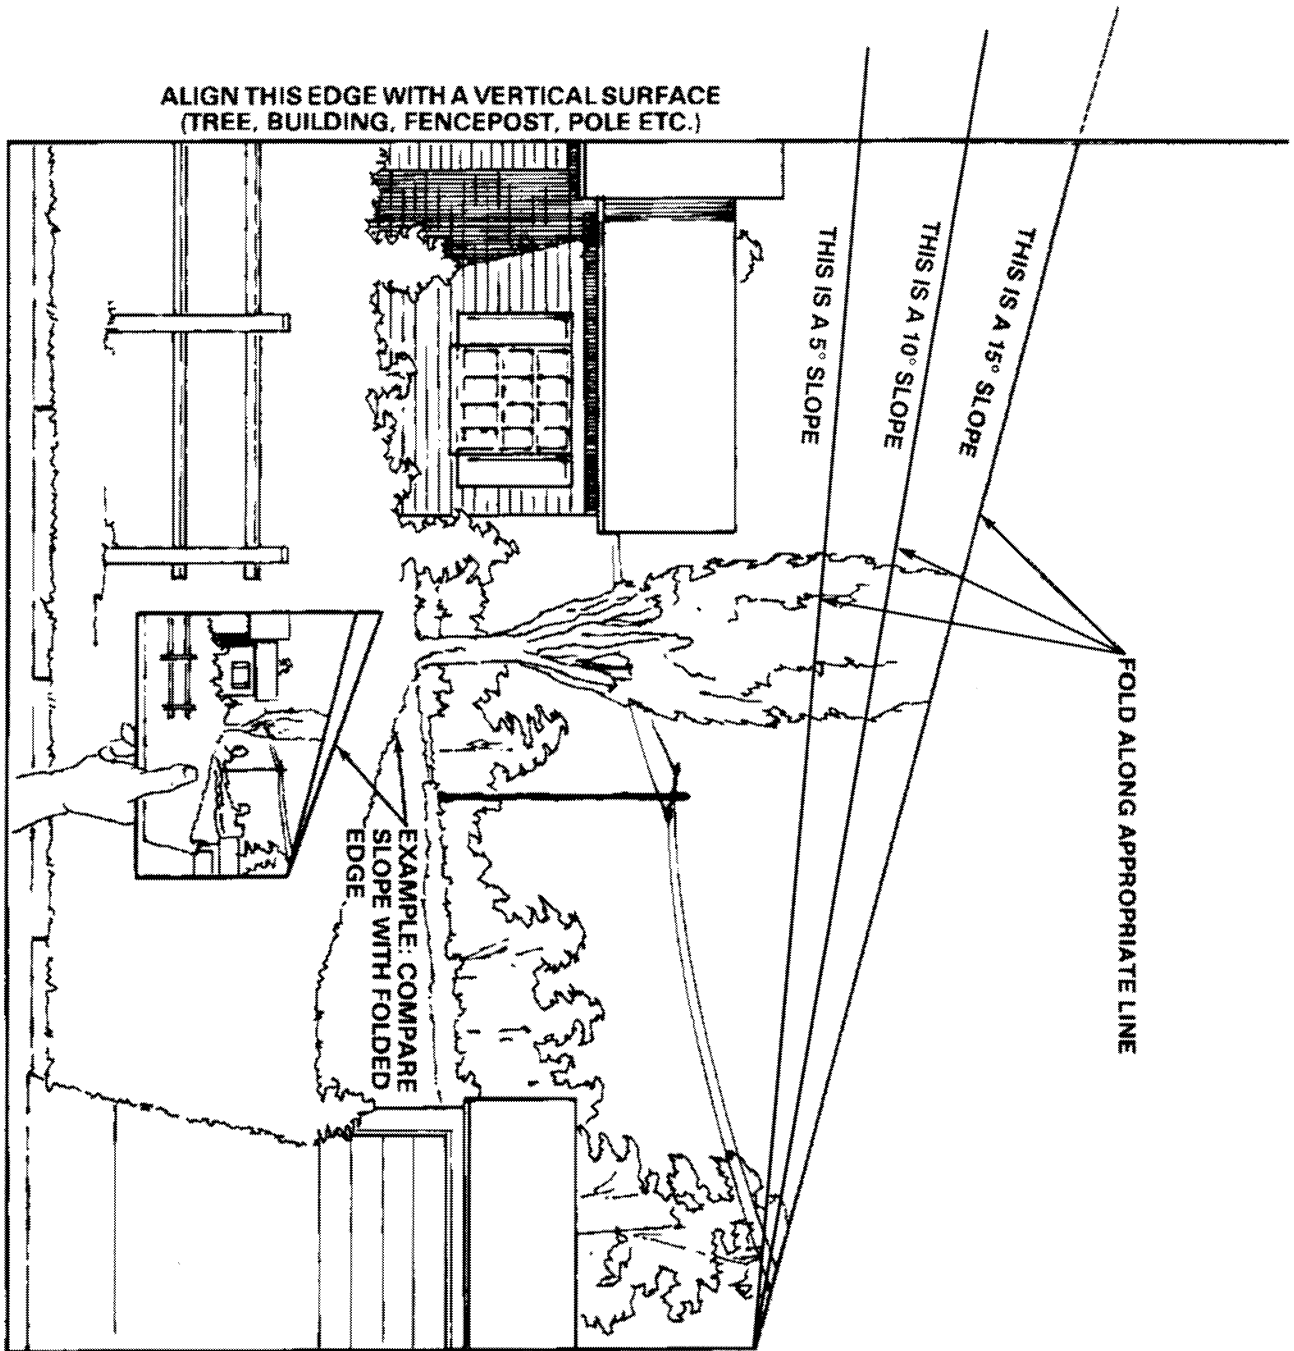 ALIGN THIS EDGE WITH A VERTICAL SURFACE
(TREE, BUILDING, FENCEPOST, POLE ETC.)
THIS IS A 5° SLOPE
THIS IS A 10° SLOPE
THIS IS A 15° SLOPE
FOLD ALONG APPROPRIATE LINE
EXAMPLE: COMPARE
SLOPE WITH FOLDED
EDGE